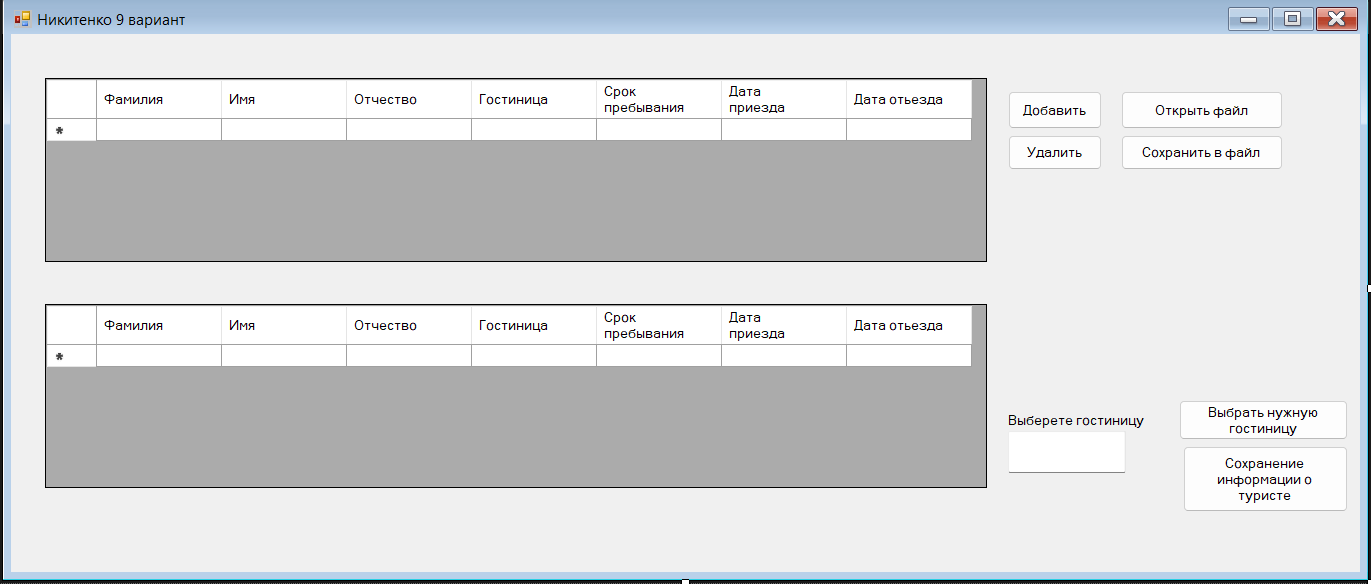 Никитенко 9 вариант
Фамилия Имя Отчество Гостиница Срок пребывания Дата приезда Дата отьезда
*
Добавить Открыть файл
Удалить Сохранить в файл
Фамилия Имя Отчество Гостиница Срок пребывания Дата приезда Дата отьезда
*
Выберете гостиницу
Выбрать нужную
гостиницу
Сохранение
информации о
туристе